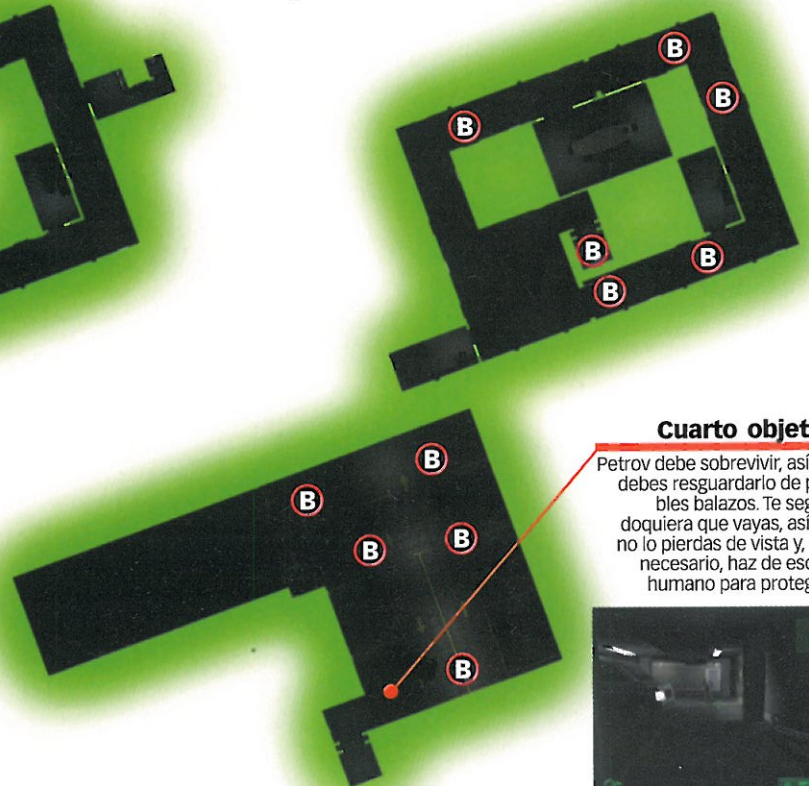 B
B
B
B
B
B
B
B
B
B
B
Cuarto objet
Petrov debe sobrevivir, así
debes resguardarlo de p
bles balazos. Te seg
doquiera que vayas, así
no lo pierdas de vista y,
necesario, haz de esc
humano para proteg